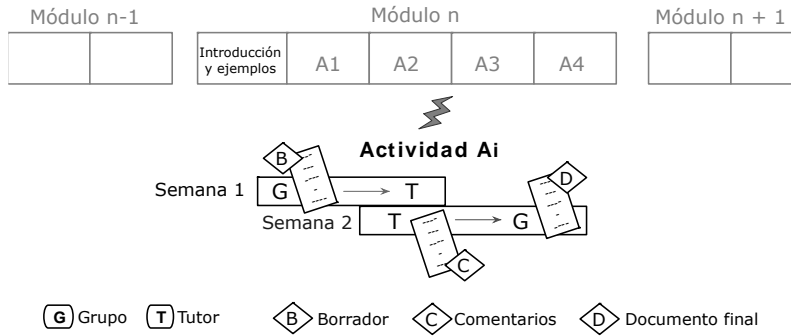 Módulo n-1
Módulo n
Módulo n + 1
Introducción
y ejemplos
A1
A2
A3
A4
Actividad Ai
B
D
Semana 1
G
T
Semana 2
T
G
C
G Grupo
T Tutor
B Borrador
C Comentarios
D Documento final